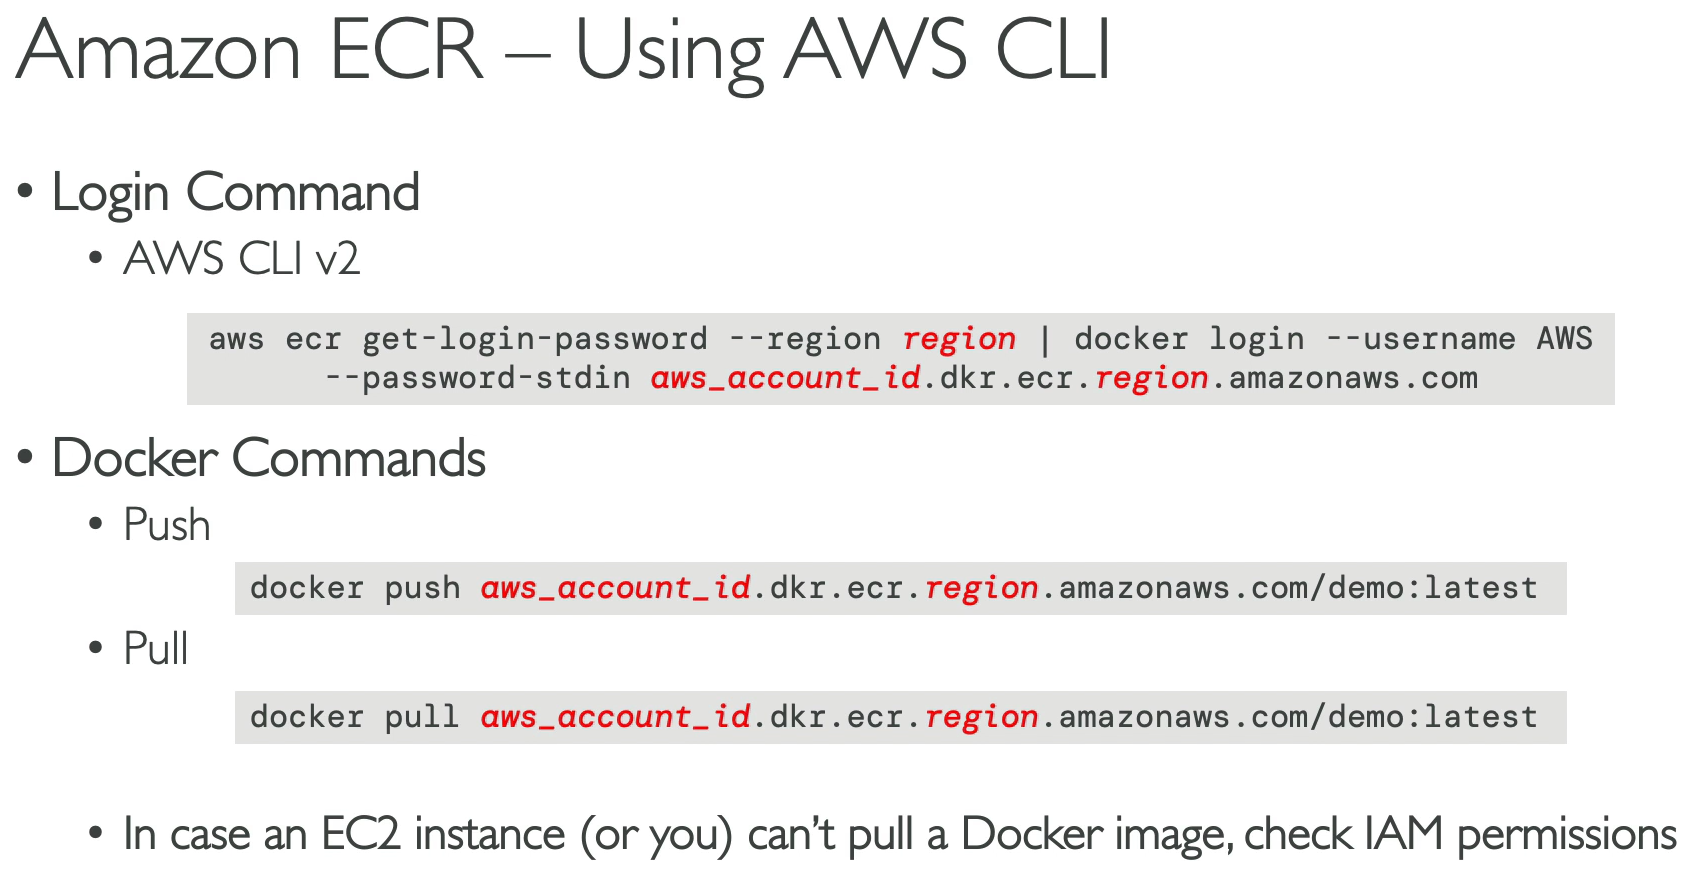 Amazon ECR – Using AWS CLI
• Login Command
• AWS CLI v2
aws ecr get-login-password --region region | docker login --username AWS
--password-stdin aws_account_id.dkr.ecr.region.amazonaws.com
• Docker Commands
• Push
docker push aws_account_id.dkr.ecr.region.amazonaws.com/demo:latest
• Pull
docker pull aws_account_id.dkr.ecr.region.amazonaws.com/demo:latest
• In case an EC2 instance (or you) can’t pull a Docker image, check IAM permissions